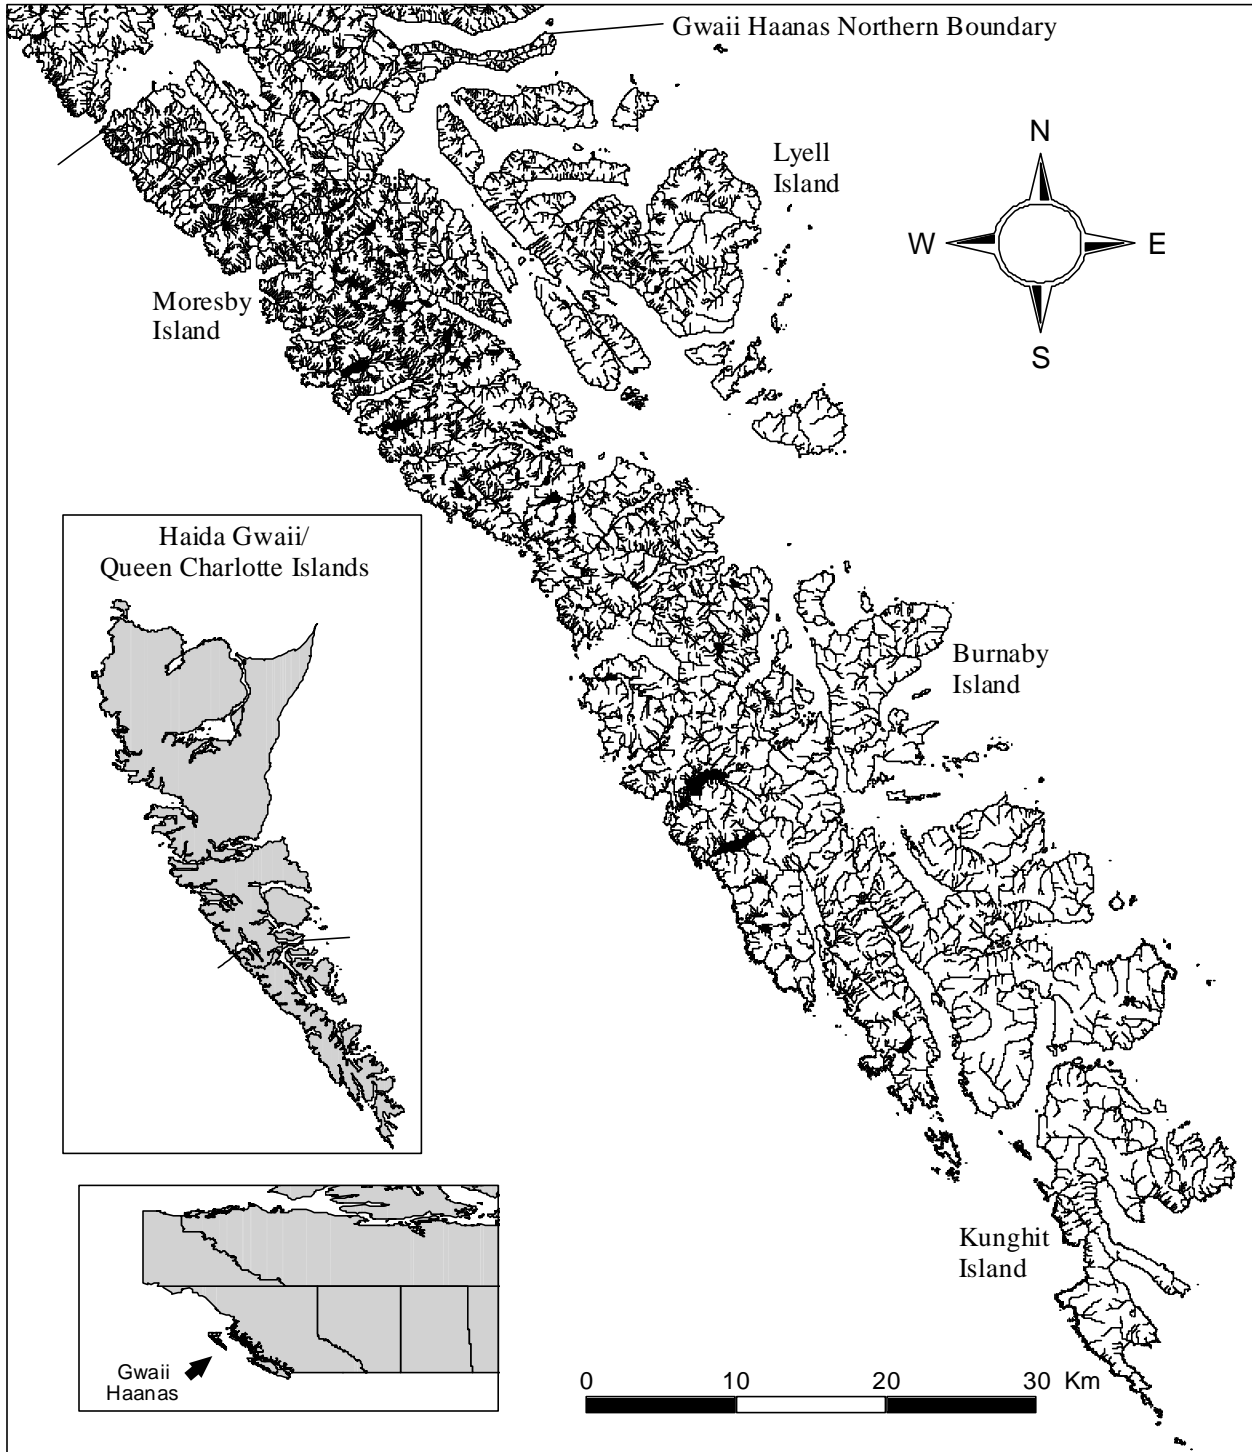 Gwaii Haanas Northern Boundary
N
Lyell
Island
W
E
Moresby
Island
S
Haida Gwaii/
Queen Charlotte Islands
Burnaby
Island
Kunghit
Island
Gwaii
Haanas
0 10 20 30 Km